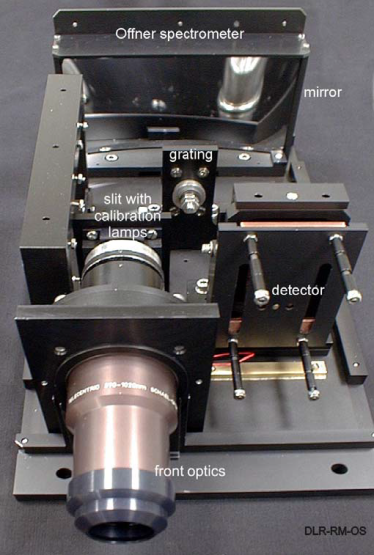 Offner spectrometer
mirror
grating
slit with
calibration
lamps
detector
front optics
DLR-RM-OS